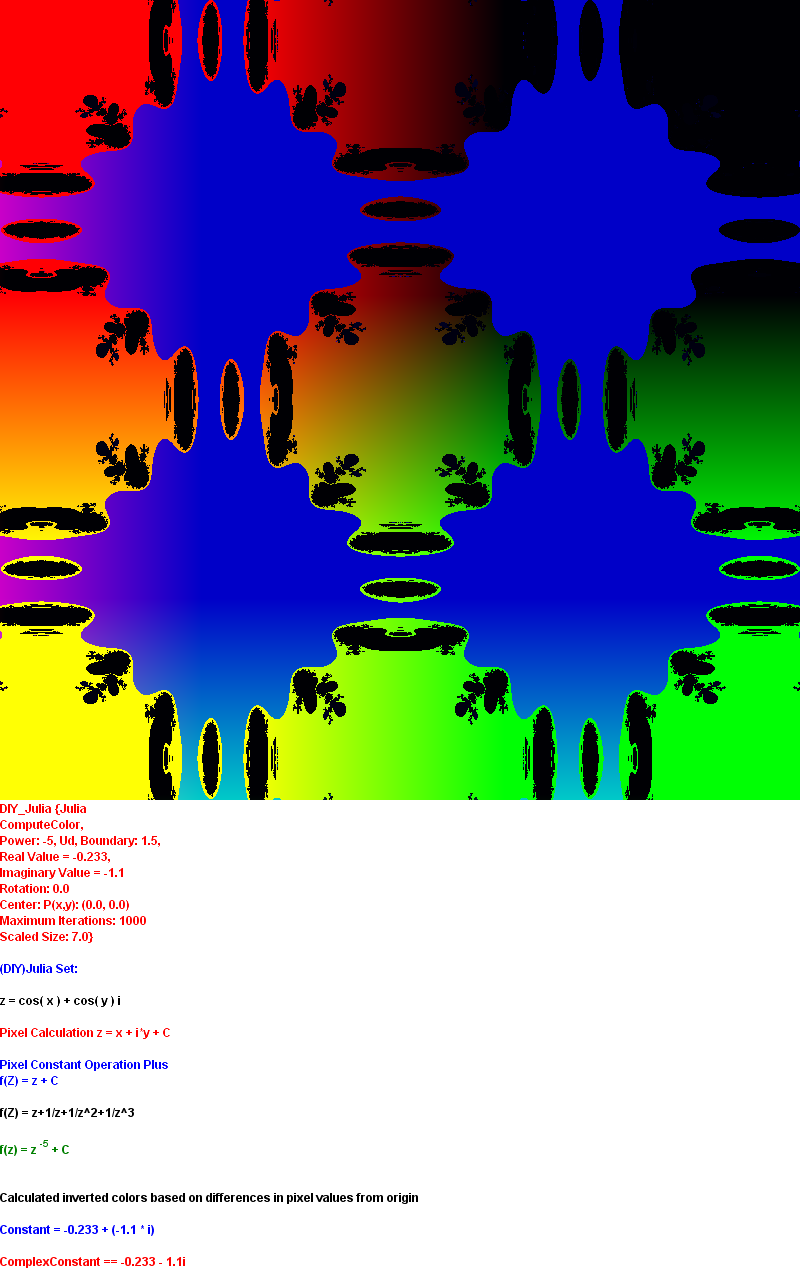 DIY_Julia {Julia
ComputeColor,
Power: -5, Ud, Boundary: 1.5,
Real Value = -0.233,
Imaginary Value = -1.1
Rotation: 0.0
Center: P(x,y): (0.0, 0.0)
Maximum Iterations: 1000
Scaled Size: 7.0}
(DIY)Julia Set:
z = cos( x ) + cos( y ) i
Pixel Calculation z = x + i*y + C
Pixel Constant Operation Plus
f(Z) = z + C
f(Z) = z+1/z+1/z^2+1/z^3
f(z) = z -5 + C
Calculated inverted colors based on differences in pixel values from origin
Constant = -0.233 + (-1.1 * i)
ComplexConstant == -0.233 - 1.1i